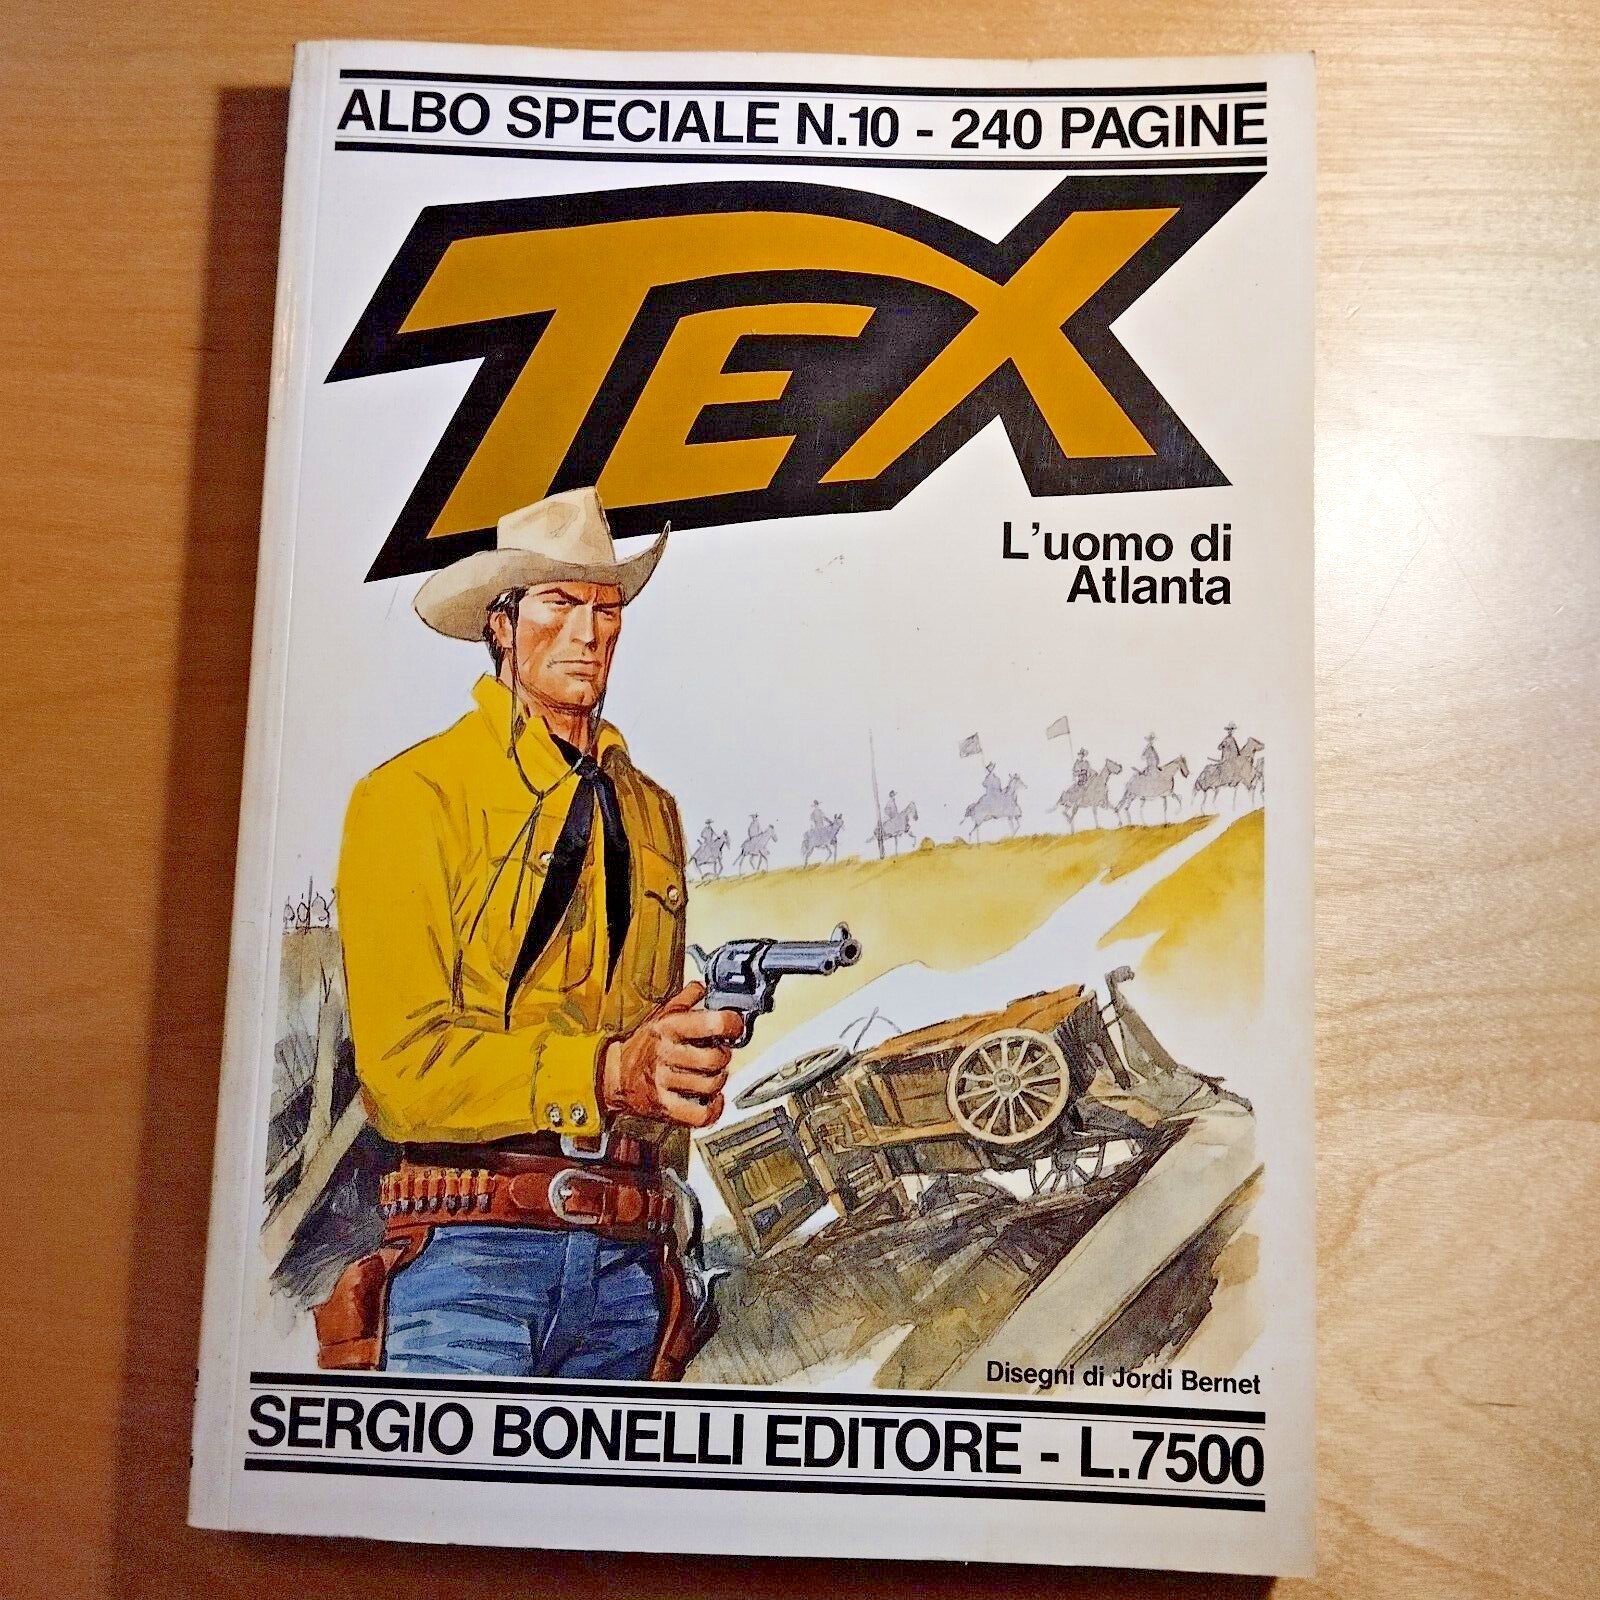 ALBO SPECIALE N.10 - 240 PAGINE
TEX
L'uomo di
Atlanta
Disegni di Jordi Bernet
SERGIO BONELLI EDITORE - L.7500